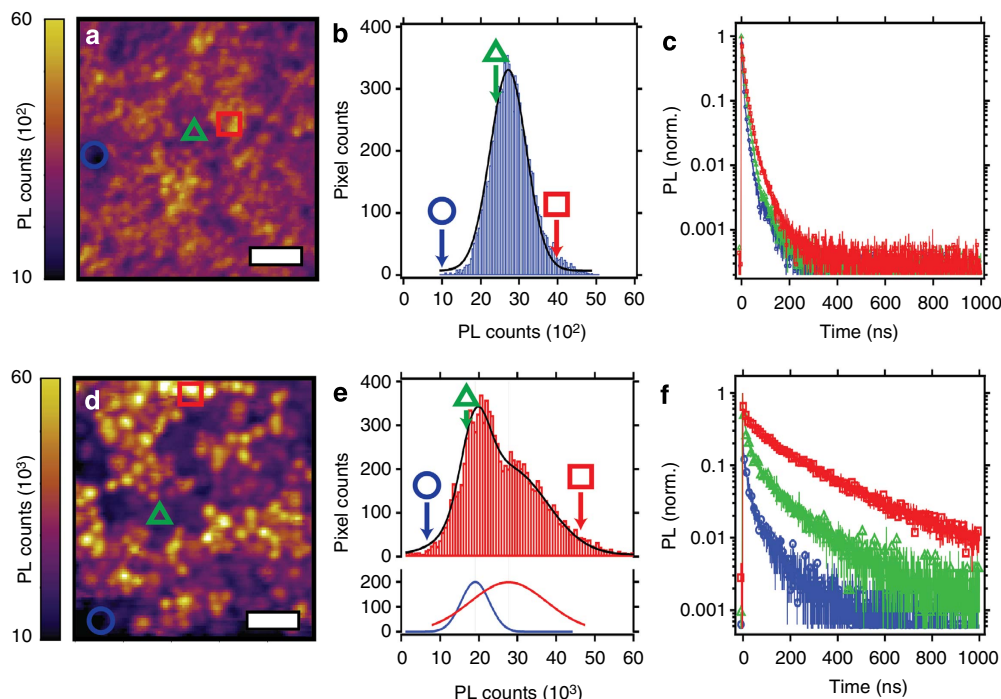 a
60
PL counts (10²)
10
b
400
300
200
100
0
Pixel counts
0 10 20 30 40 50 60
PL counts (10²)
c
1
0.1
0.01
0.001
PL (norm.)
0 200 400 600 800 1000
Time (ns)
d
60
PL counts (10³)
10
e
400
300
200
100
0
Pixel counts
200
100
0
0 10 20 30 40 50 60
PL counts (10³)
f
1
0.1
0.01
0.001
PL (norm.)
0 200 400 600 800 1000
Time (ns)